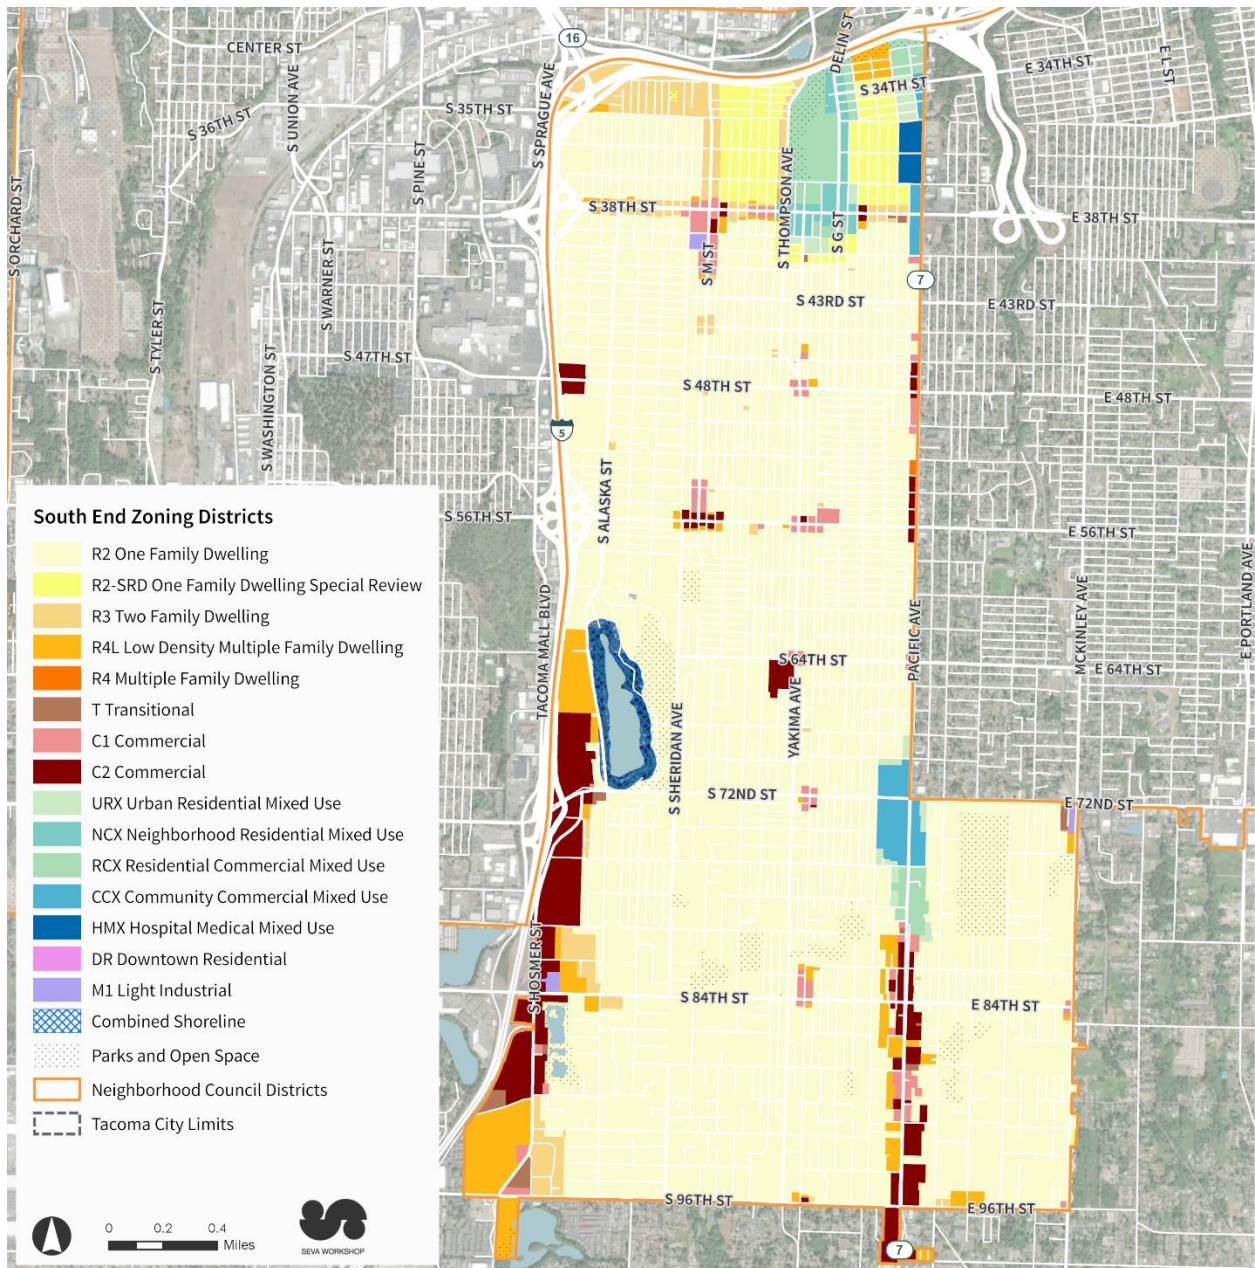 CENTER ST
16
DELIN ST
E L ST
E 34TH ST
S 34TH ST
S UNION AVE
S 36TH ST
S 35TH ST
S SPRAGUE AVE
S PINE ST
S ORCHARD ST
S THOMPSON AVE
S 38TH ST
S G ST
E 38TH ST
S M ST
S WARNER ST
S TYLER ST
7
S 43RD ST
E 43RD ST
S WASHINGTON ST
S 47TH ST
S 48TH ST
E 48TH ST
5
S ALASKA ST
S 56TH ST
E 56TH ST
TACOMA MALL BLVD
PACIFIC AVE
MCKINLEY AVE
E PORTLAND AVE
S 64TH ST
E 64TH ST
YAKIMA AVE
S SHERIDAN AVE
S 72ND ST
E 72ND ST
S HOSMER ST
S 84TH ST
E 84TH ST
S 96TH ST
E 96TH ST
7
South End Zoning Districts
R2 One Family Dwelling
R2-SRD One Family Dwelling Special Review
R3 Two Family Dwelling
R4L Low Density Multiple Family Dwelling
R4 Multiple Family Dwelling
T Transitional
C1 Commercial
C2 Commercial
URX Urban Residential Mixed Use
NCX Neighborhood Residential Mixed Use
RCX Residential Commercial Mixed Use
CCX Community Commercial Mixed Use
HMX Hospital Medical Mixed Use
DR Downtown Residential
M1 Light Industrial
Combined Shoreline
Parks and Open Space
Neighborhood Council Districts
Tacoma City Limits
0 0.2 0.4
Miles
SEVA WORKSHOP